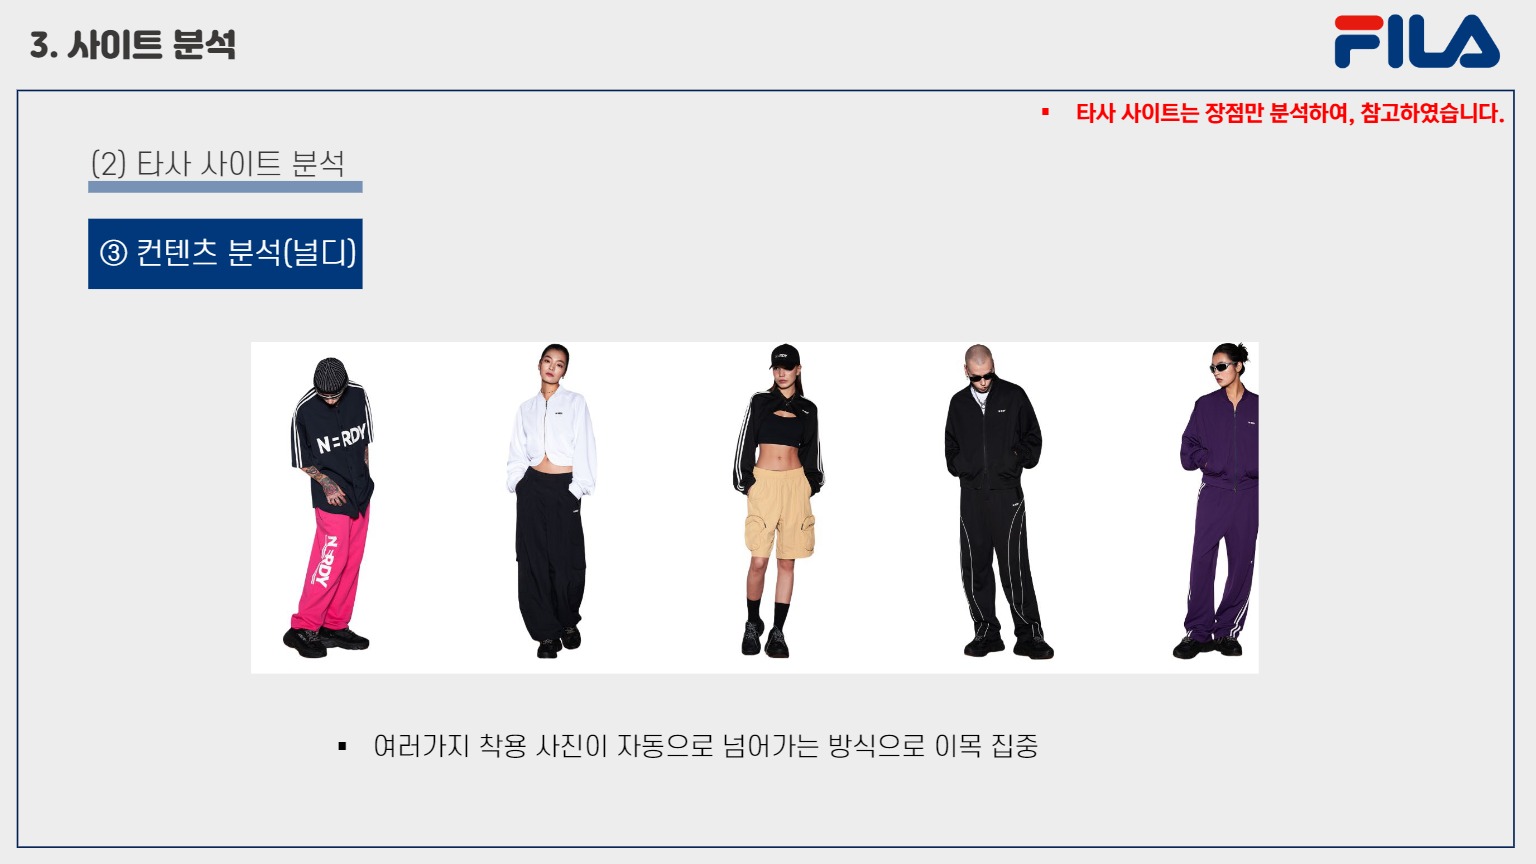 3. 사이트 분석
FILA
▪ 타사 사이트는 장점만 분석하여, 참고하였습니다.
(2) 타사 사이트 분석
③ 컨텐츠 분석(널디)
NERDY
NERDY
▪ 여러가지 착용 사진이 자동으로 넘어가는 방식으로 이목 집중